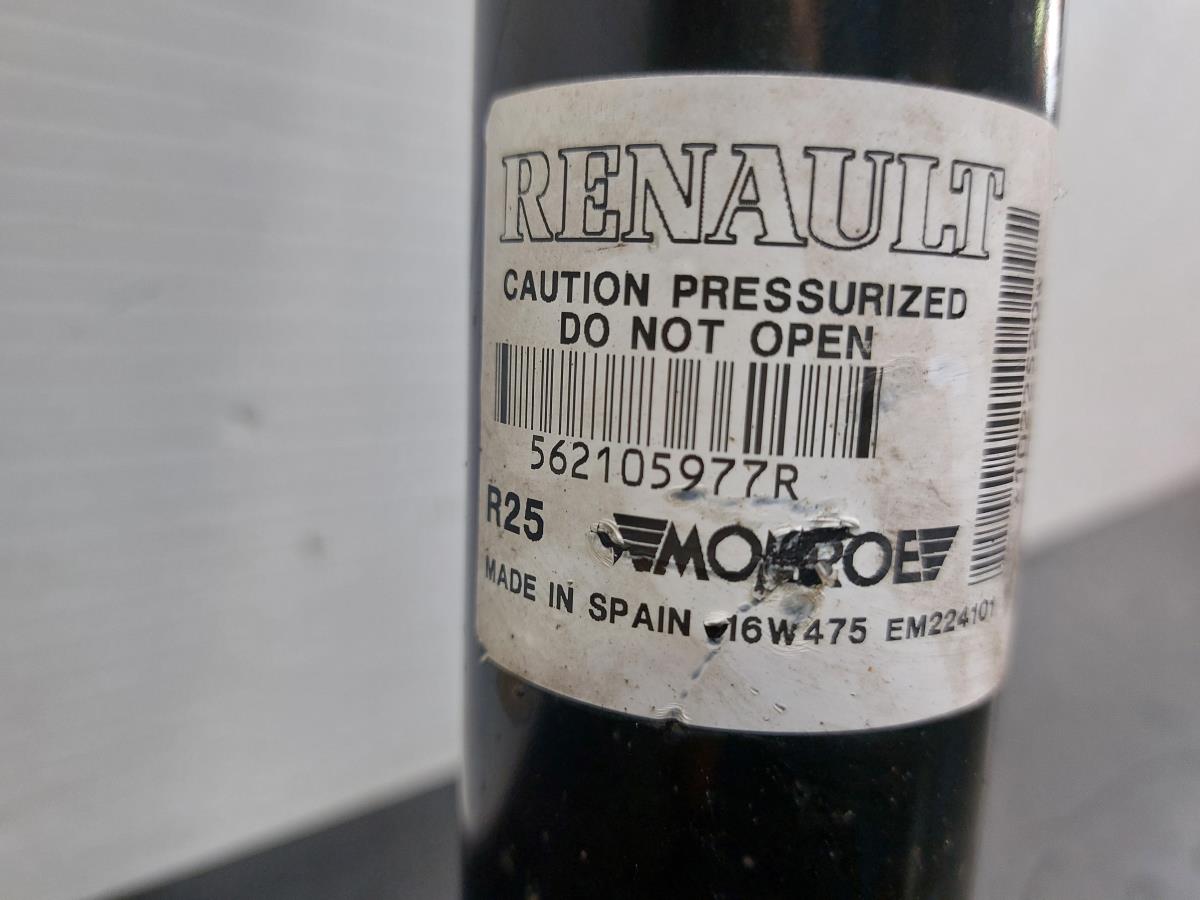 RENAULT
CAUTION PRESSURIZED
DO NOT OPEN
562105977R
R25
MONROE
MADE IN SPAIN 16W475 EM224101